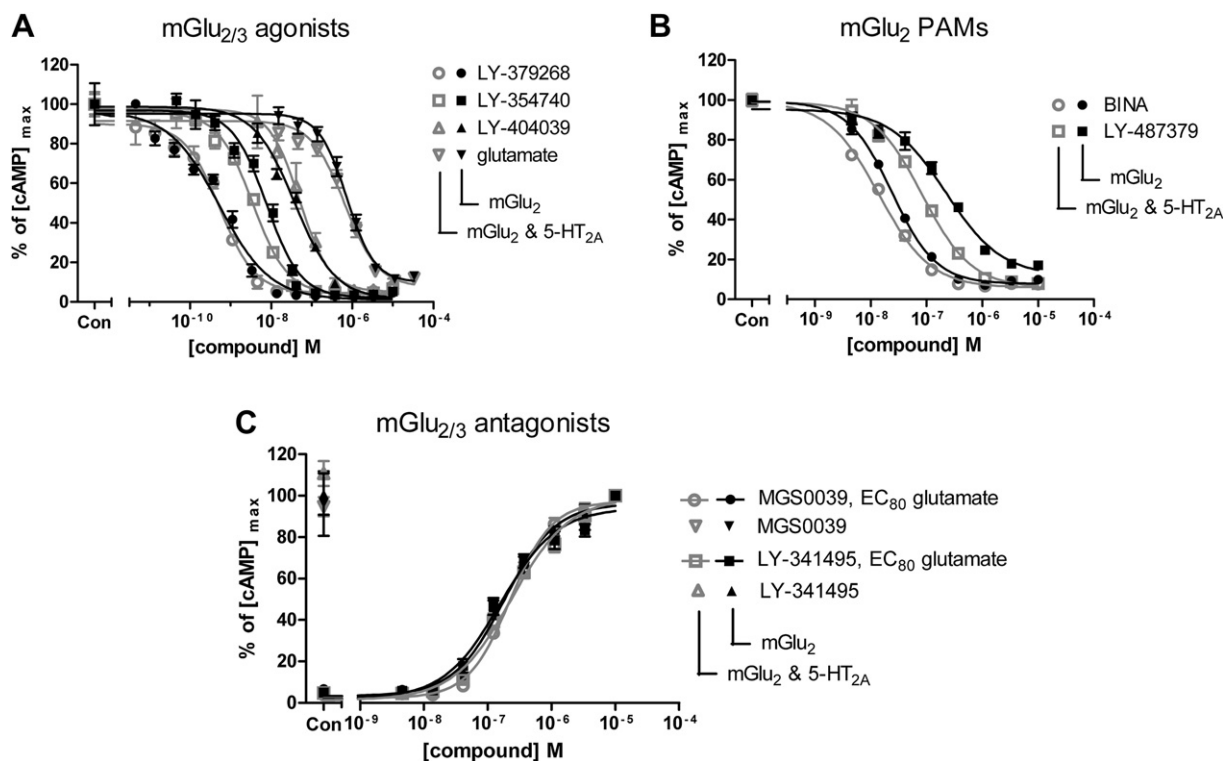 A
mGlu2/3 agonists
% of [cAMP] max
120
100
80
60
40
20
0
Con
10-10
10-8
10-6
10-4
[compound] M
LY-379268
LY-354740
LY-404039
glutamate
mGlu2
mGlu2 & 5-HT2A
B
mGlu2 PAMs
% of [cAMP] max
120
100
80
60
40
20
0
Con
10-9
10-8
10-7
10-6
10-5
10-4
[compound] M
BINA
LY-487379
mGlu2
mGlu2 & 5-HT2A
C
mGlu2/3 antagonists
% of [cAMP] max
120
100
80
60
40
20
0
Con
10-9
10-8
10-7
10-6
10-5
10-4
[compound] M
MGS0039, EC80 glutamate
MGS0039
LY-341495, EC80 glutamate
LY-341495
mGlu2
mGlu2 & 5-HT2A